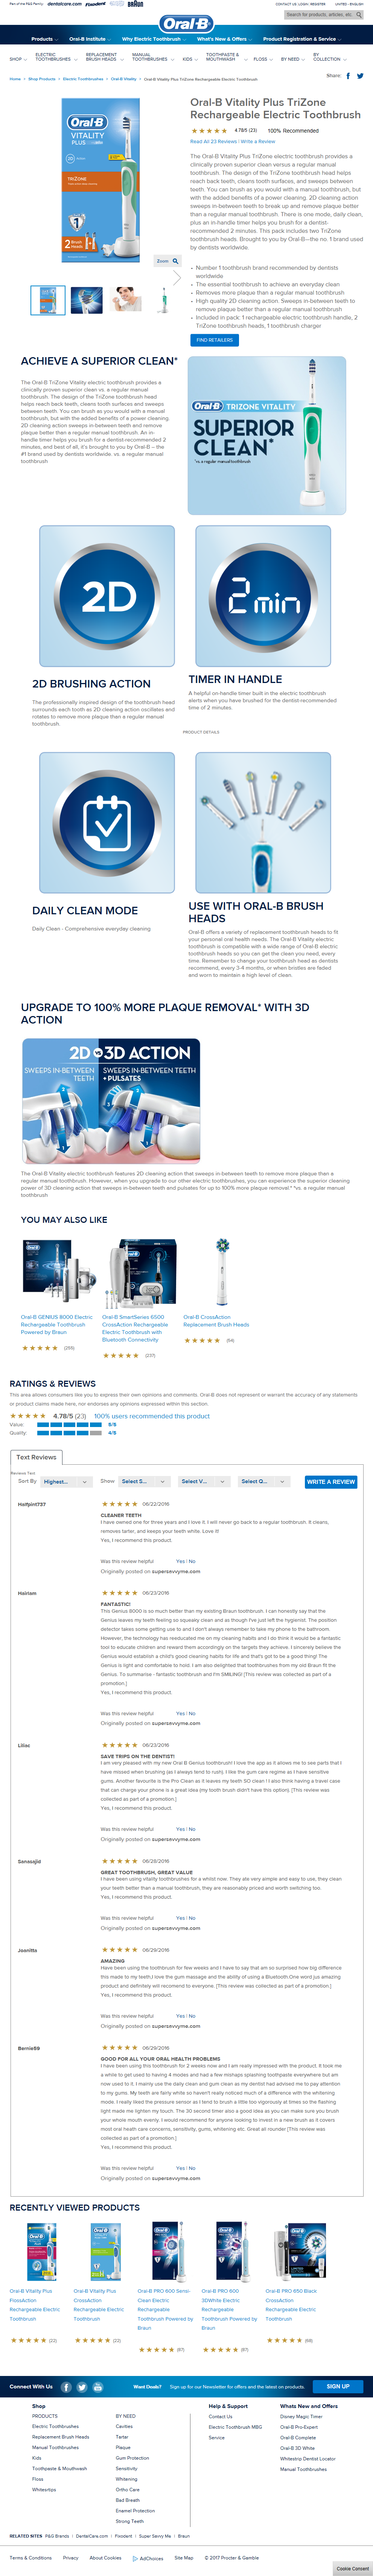 Part of the P&G Family
dentalcare.com
Fixodent
BRAUN
CONTACT US
LOGIN / REGISTER
UNITED - ENGLISH
Search for products, articles, etc.
Oral-B
Products
Oral-B Institute
Why Electric Toothbrush
What's New & Offers
Product Registration & Service
SHOP
ELECTRIC TOOTHBRUSHES
REPLACEMENT BRUSH HEADS
MANUAL TOOTHBRUSHES
KIDS
TOOTHPASTE & MOUTHWASH
FLOSS
BY NEED
BY COLLECTION
Home
Shop Products
Electric Toothbrushes
Oral-B Vitality
Oral-B Vitality Plus TriZone Rechargeable Electric Toothbrush
Share:
Oral-B
VITALITY
PLUS
TRIZONE
2 Brush Heads
Zoom
Oral-B Vitality Plus TriZone
Rechargeable Electric Toothbrush
4.78/5 (23)
100% Recommended
Read All 23 Reviews | Write a Review
The Oral-B Vitality Plus TriZone electric toothbrush provides a
clinically proven superior clean versus a regular manual
toothbrush. The design of the TriZone toothbrush head helps
reach back teeth, cleans tooth surfaces, and sweeps between
teeth. You can brush as you would with a manual toothbrush, but
with the added benefits of a power cleaning. 2D cleaning action
sweeps in-between teeth to break up and remove plaque better
than a regular manual toothbrush. There is one mode, daily clean,
plus an in-handle timer helps you brush for a dentist-
recommended 2 minutes. This pack includes two TriZone
toothbrush heads. Brought to you by Oral-B—the no. 1 brand used
by dentists worldwide.
Number 1 toothbrush brand recommended by dentists
worldwide
The essential toothbrush to achieve an everyday clean
Removes more plaque than a regular manual toothbrush
High quality 2D cleaning action. Sweeps in-between teeth to
remove plaque better than a regular manual toothbrush
Included in pack: 1 rechargeable electric toothbrush handle, 2
TriZone toothbrush heads, 1 toothbrush charger
FIND RETAILERS
ACHIEVE A SUPERIOR CLEAN*
The Oral-B TriZone Vitality electric toothbrush provides a
clinically proven superior clean vs. a regular manual
toothbrush. The design of the TriZone toothbrush head
helps reach back teeth, cleans tooth surfaces and sweeps
between teeth. You can brush as you would with a manual
toothbrush, but with the added benefits of a power cleaning.
2D cleaning action sweeps in-between teeth to remove
plaque better than a regular manual toothbrush. An in-
handle timer helps you brush for a dentist-recommended 2
minutes, and best of all, it's brought to you by Oral-B – the
#1 brand used by dentists worldwide. vs. a regular manual
toothbrush
Oral-B TRIZONE VITALITY
SUPERIOR
CLEAN*
*vs a regular manual toothbrush
2D
2 min
2D BRUSHING ACTION
The professionally inspired design of the toothbrush head
surrounds each tooth as 2D cleaning action oscillates and
rotates to remove more plaque than a regular manual
toothbrush
TIMER IN HANDLE
A helpful on-handle timer built in the electric toothbrush
alerts when you have brushed for the dentist-recommended
time of 2 minutes.
PRODUCT DETAILS
DAILY CLEAN MODE
Daily Clean - Comprehensive everyday cleaning
USE WITH ORAL-B BRUSH
HEADS
Oral-B offers a variety of replacement toothbrush heads to fit
your personal oral health needs. The Oral-B Vitality electric
toothbrush is compatible with a wide range of Oral-B electric
toothbrush heads so you can get the clean you need, every
time. Remember to change your toothbrush head as dentists
recommend, every 3-4 months, or when bristles are faded
and worn to maintain a high level of clean.
UPGRADE TO 100% MORE PLAQUE REMOVAL* WITH 3D
ACTION
2D vs 3D ACTION
SWEEPS IN-BETWEEN
TEETH
SWEEPS IN-BETWEEN TEETH
+ PULSATES
The Oral-B Vitality electric toothbrush features 2D cleaning action that sweeps in-between teeth to remove more plaque than a
regular manual toothbrush. However, when you upgrade to our other electric toothbrushes, you can experience the superior cleaning
power of 3D cleaning action that sweeps in-between teeth and pulsates for up to 100% more plaque removal.* *vs. a regular manual
toothbrush
YOU MAY ALSO LIKE
Oral-B GENIUS 8000 Electric
Rechargeable Toothbrush
Powered by Braun
(255)
Oral-B SmartSeries 6500
CrossAction Rechargeable
Electric Toothbrush with
Bluetooth Connectivity
(237)
Oral-B CrossAction
Replacement Brush Heads
(94)
RATINGS & REVIEWS
This area allows consumers like you to express their own opinions and comments. Oral-B does not represent or warrant the accuracy of any statements
or product claims made here, nor endorses any opinions expressed within this section.
4.78/5 (23)
100% users recommended this product
Value: 5/5
Quality: 4/5
Text Reviews
Reviews Text
Sort By
Highest...
Show:
Select S...
Select V...
Select Q...
WRITE A REVIEW
Halfpint737
06/22/2016
CLEANER TEETH
I have owned one for three years and I love it. I will never go back to a regular toothbrush. It cleans,
removes tarter, and keeps your teeth white. Love it!
Yes, I recommend this product.
Was this review helpful Yes | No
Originally posted on supersavvyme.com
Haktam
06/23/2016
FANTASTIC!
This Genius 8000 is so much better than my existing Braun toothbrush. I can honestly say that the
Genius leaves my teeth feeling so squeaky clean and as though I've just left the hygienist. The position
detector takes some getting use to and I don't always remember to take my phone to the bathroom.
However, the technology has educated me on my cleaning habits and I do think it would be a fantastic
tool to educate children and reward them accordingly on the targets they achieve. I sincerely believe the
Genius would establish a child's good cleaning habits for life and that's got to be a good thing! The
Genius is light and comfortable to hold. I am also delighted that existing brushes from my Braun fit the
Genius. To summarise - fantastic toothbrush and I'm SMILING! [This review was collected as part of a
promotion.]
Yes, I recommend this product.
Was this review helpful Yes | No
Originally posted on supersavvyme.com
Lilias
06/23/2016
SAVE TRIPS ON THE DENTIST!
I am very pleased with my new Oral B Genius toothbrush! I love the app as it allows me to see parts that I
have missed when brushing (as I always tend to rush). I like the gum care regime as I have sensitive
gums. Another favourite is the Pro Clean as it leaves my teeth SO clean ! I also think having a travel case
that can charge your phone is a great idea (my tooth brush didn't have this option). [This review was
collected as part of a promotion.]
Yes, I recommend this product.
Was this review helpful Yes | No
Originally posted on supersavvyme.com
Sanssajid
06/28/2016
GREAT TOOTHBRUSH, GREAT VALUE
I have been using vitality toothbrushes for a whilst now. They ate very simple and easy to use, they clean
your teeth better than a manual toothbrush, they are reasonably priced and worth switching too.
Yes, I recommend this product.
Was this review helpful Yes | No
Originally posted on supersavvyme.com
Joanitta
06/29/2016
AMAZING
Have been using the toothbrush for few weeks and I have to say that am so surprised how big difference
this has made to my teeth,I love the gum massage and the ability of using a Bluetooth.One word jus amazing
product and definitely will recomend to everyone. [This review was collected as part of a promotion.]
Yes, I recommend this product.
Was this review helpful Yes | No
Originally posted on supersavvyme.com
Bernie69
06/29/2016
GOOD FOR ALL YOUR ORAL HEALTH PROBLEMS
I have been using this toothbrush for 2 weeks now and I am really impressed with the product. It took me
a while to get used to having 4 modes and had a few mishaps splashing toothpaste everywhere but am
now used to it. I mainly use the daily clean and gum clean as my dentist had advised me to pay attention
to my gums. My teeth are fairly white so haven't really noticed much of a difference with the whitening
mode. The pressure sensor is really handy as I tend to brush a little too vigorously at times so the flashing
light made me lighten my touch. The 30 second timer are also a good idea so you can make sure you brush
your whole mouth evenly. I would recommend for anyone looking to invest in a new brush as it covers
most oral heath care concerns, sensitivity, gums, whitening etc. Great all rounder [This review was
collected as part of a promotion.]
Yes, I recommend this product.
Was this review helpful Yes | No
Originally posted on supersavvyme.com
RECENTLY VIEWED PRODUCTS
Oral-B Vitality Plus
FlossAction
Rechargeable Electric
Toothbrush
(23)
Oral-B Vitality Plus
CrossAction
Rechargeable Electric
Toothbrush
(23)
Oral-B PRO 600 Sensi-
Clean Electric
Rechargeable
Toothbrush Powered by
Braun
(87)
Oral-B PRO 600
3DWhite Electric
Rechargeable
Toothbrush Powered by
Braun
(87)
Oral-B PRO 650 Black
CrossAction
Rechargeable Electric
Toothbrush
(88)
Connect With Us
Want Deals?
Sign up for our Newsletter for offers and the latest on products.
SIGN UP
Shop
PRODUCTS
Electric Toothbrushes
Replacement Brush Heads
Manual Toothbrushes
Kids
Toothpaste & Mouthwash
Floss
Whitestrips
BY NEED
Cavities
Tartar
Plaque
Gum Protection
Sensitivity
Whitening
Ortho Care
Bad Breath
Enamel Protection
Strong Teeth
Help & Support
Contact Us
Electric Toothbrush MBG
Service
Whats New and Offers
Disney Magic Timer
Oral-B Pro-Expert
Oral-B Complete
Oral-B 3D White
Whitestrip Dentist Locator
Manual Toothbrushes
RELATED SITES P&G Brands | DentalCare.com | Fixodent | Super Savvy Me | Braun
Terms & Conditions
Privacy
About Cookies
AdChoices
Site Map
© 2017 Procter & Gamble
Cookie Consent